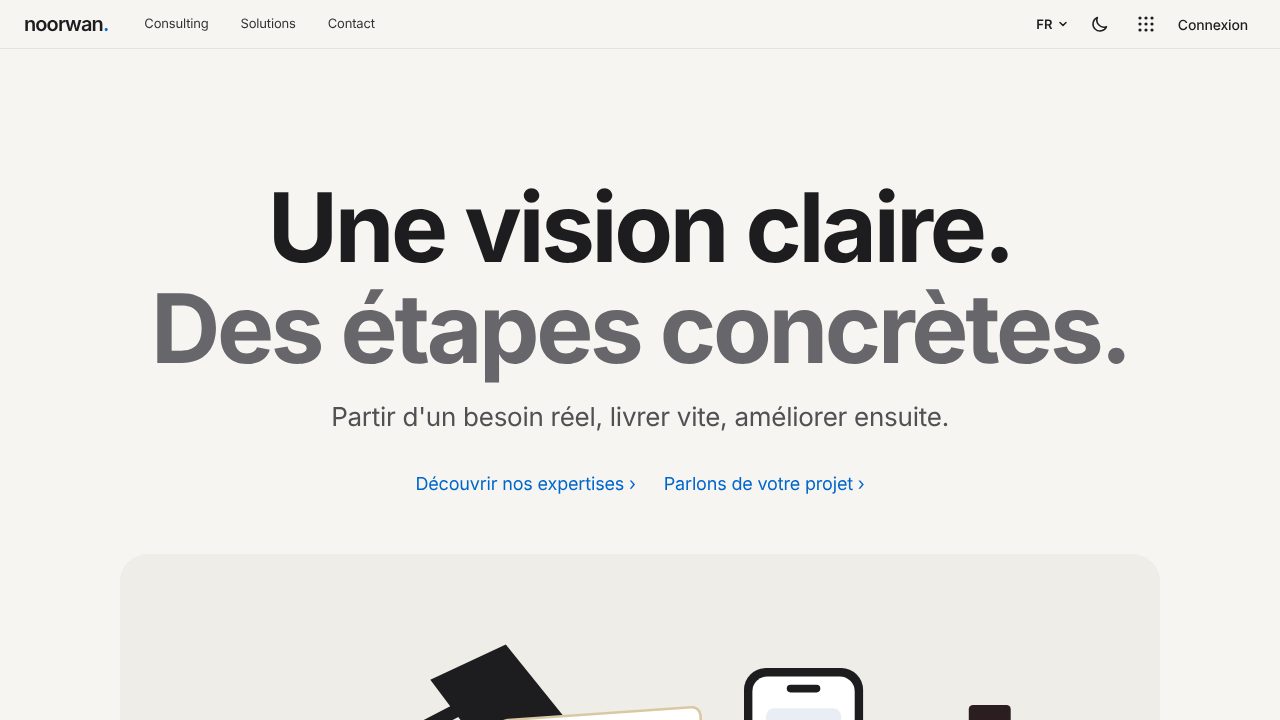 noorwan.
Consulting
Solutions
Contact
FR
Connexion
Une vision claire.
Des étapes concrètes.
Partir d'un besoin réel, livrer vite, améliorer ensuite.
Découvrir nos expertises ›
Parlons de votre projet ›